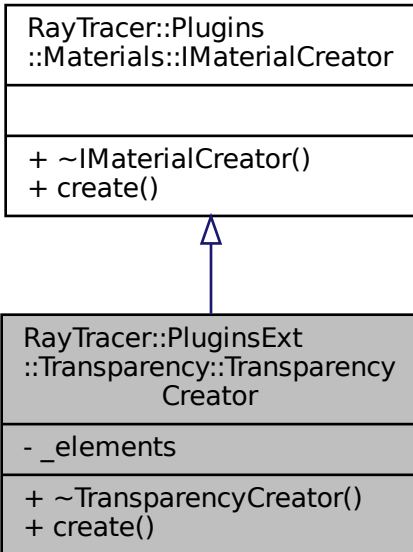 RayTracer::Plugins
::Materials::IMaterialCreator
+ ~IMaterialCreator()
+ create()
RayTracer::PluginsExt
::Transparency::Transparency
Creator
- _elements
+ ~TransparencyCreator()
+ create()